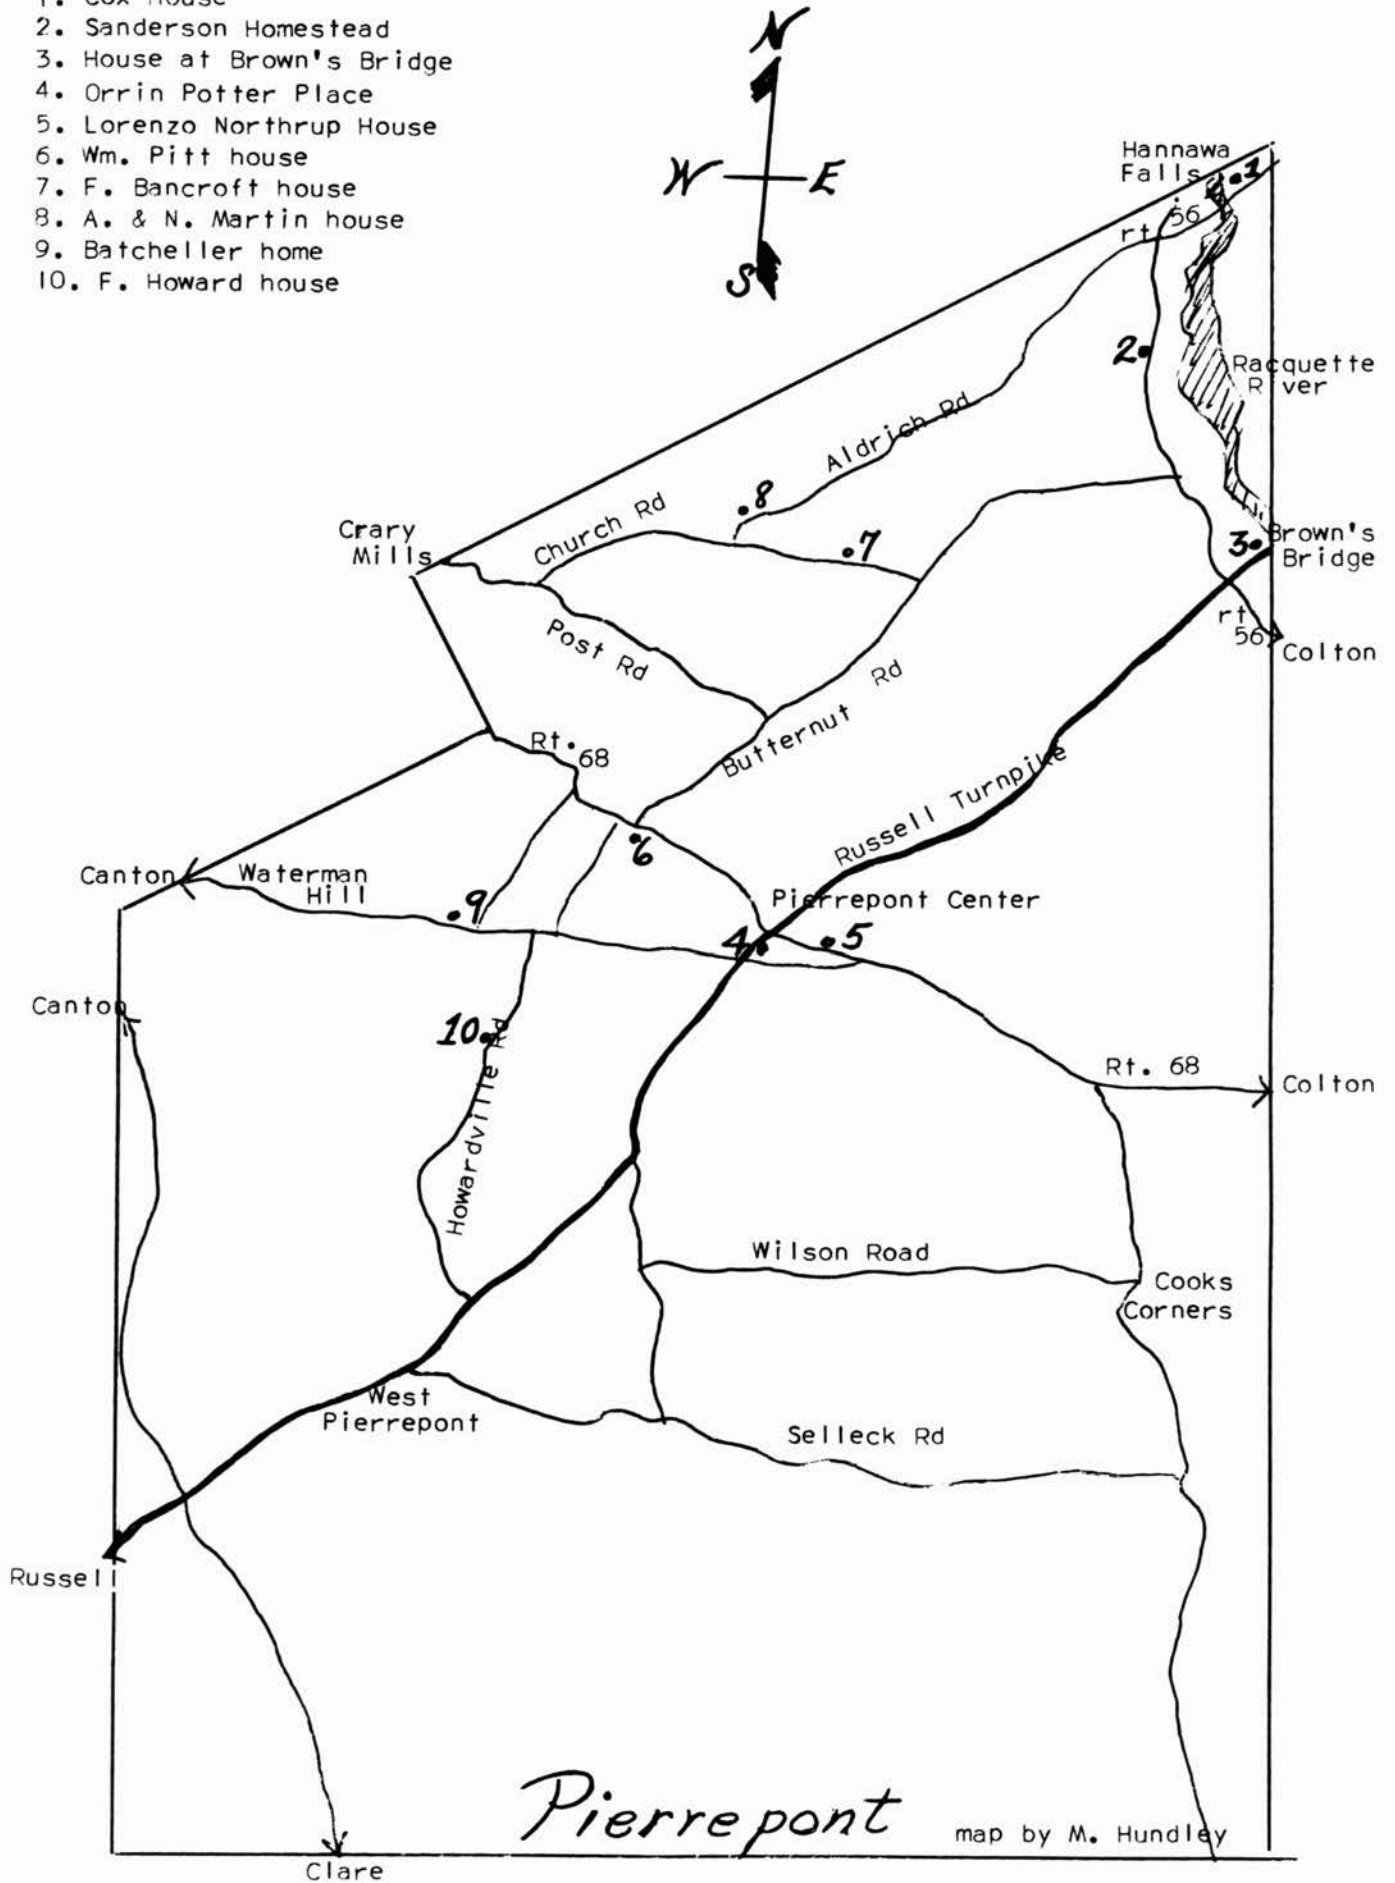 1. Cox House
2. Sanderson Homestead
3. House at Brown's Bridge
4. Orrin Potter Place
5. Lorenzo Northrup House
6. Wm. Pitt house
7. F. Bancroft house
8. A. & N. Martin house
9. Batcheller home
10. F. Howard house
N
W E
S
Hannawa
Falls
1
rt. 56
2
Racquette
River
Aldrich Rd
8
Church Rd
Crary
Mills
7
3
Brown's
Bridge
rt
56
Colton
Post Rd
Butternut Rd
Rt. 68
Russell Turnpike
6
Canton
Waterman
Hill
9
Pierrepont Center
4
5
Canton
10
Howardville Rd
Rt. 68
Colton
Wilson Road
Cooks
Corners
West
Pierrepont
Selleck Rd
Russell
Pierrepont
map by M. Hundley
Clare